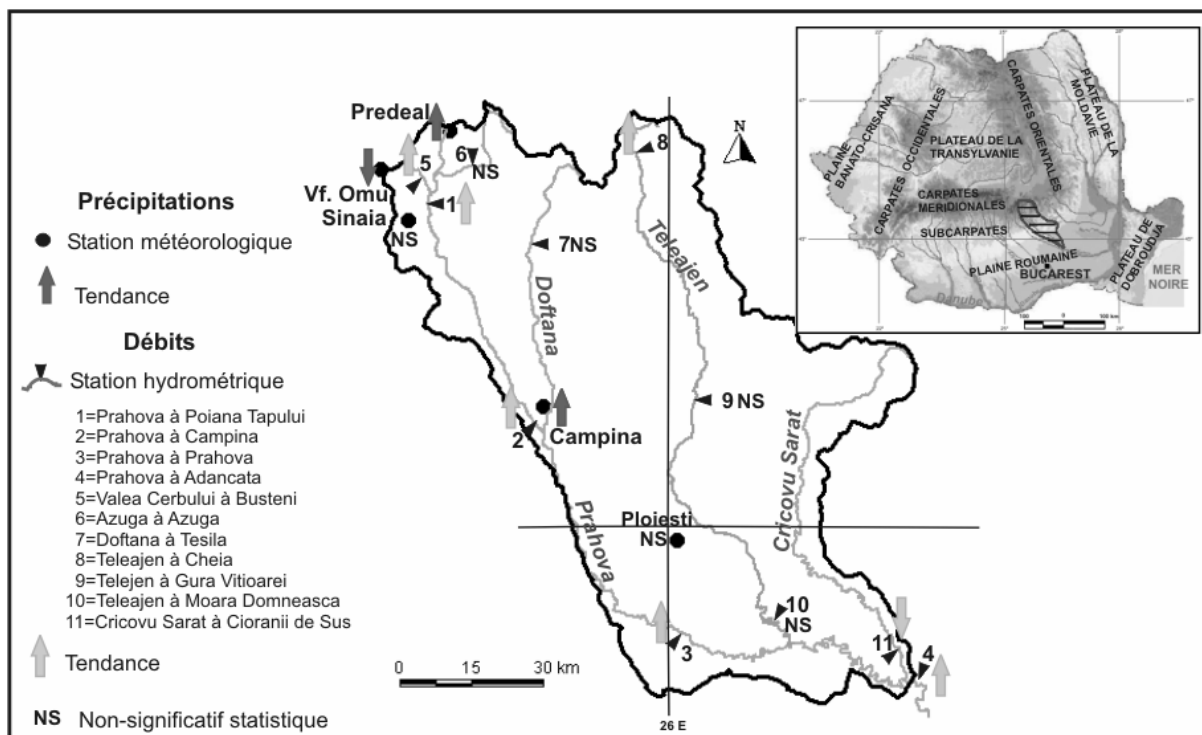 Précipitations
Station météorologique
Tendance
Débits
Station hydrométrique
1=Prahova à Poiana Tapului
2=Prahova à Campina
3=Prahova à Prahova
4=Prahova à Adancata
5=Valea Cerbului à Busteni
6=Azuga à Azuga
7=Doftana à Tesila
8=Teleajen à Cheia
9=Telejen à Gura Vitioarei
10=Teleajen à Moara Domneasca
11=Cricovu Sarat à Cioranii de Sus
Tendance
NS Non-significatif statistique
Predeal
Vf. Omu
Sinaia
NS
5
6
NS
1
7NS
8
Doftana
Teleajen
9 NS
2
Campina
Prahova
Cricovu Sarat
Ploiesti
NS
10
NS
3
11
4
0 15 30 km
26 E
N
PLAINE
BANATO-CRISANA
CARPATES OCCIDENTALES
PLATEAU DE LA
TRANSYLVANIE
CARPATES ORIENTALES
PLATEAU DE LA
MOLDAVIE
CARPATES
MERIDIONALES
SUBCARPATES
PLAINE ROUMAINE
BUCAREST
PLATEAU DE
DOBROUDJA
MER
NOIRE
Danube